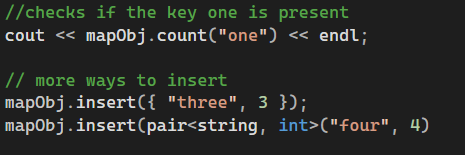 //checks if the key one is present
cout << mapObj.count("one") << endl;
// more ways to insert
mapObj.insert({ "three", 3 });
mapObj.insert(pair<string, int>("four", 4)